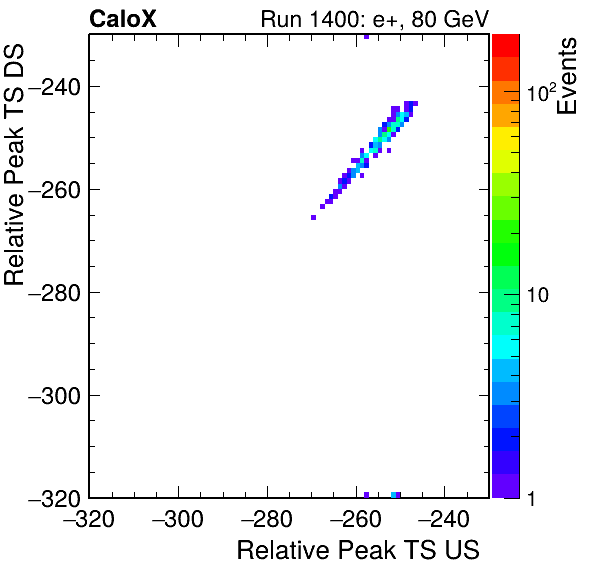 CaloX Run 1400: e+, 80 GeV
Relative Peak TS DS
−240
−260
−280
−300
−320
−320 −300 −280 −260 −240
Relative Peak TS US
Events
10²
10
1